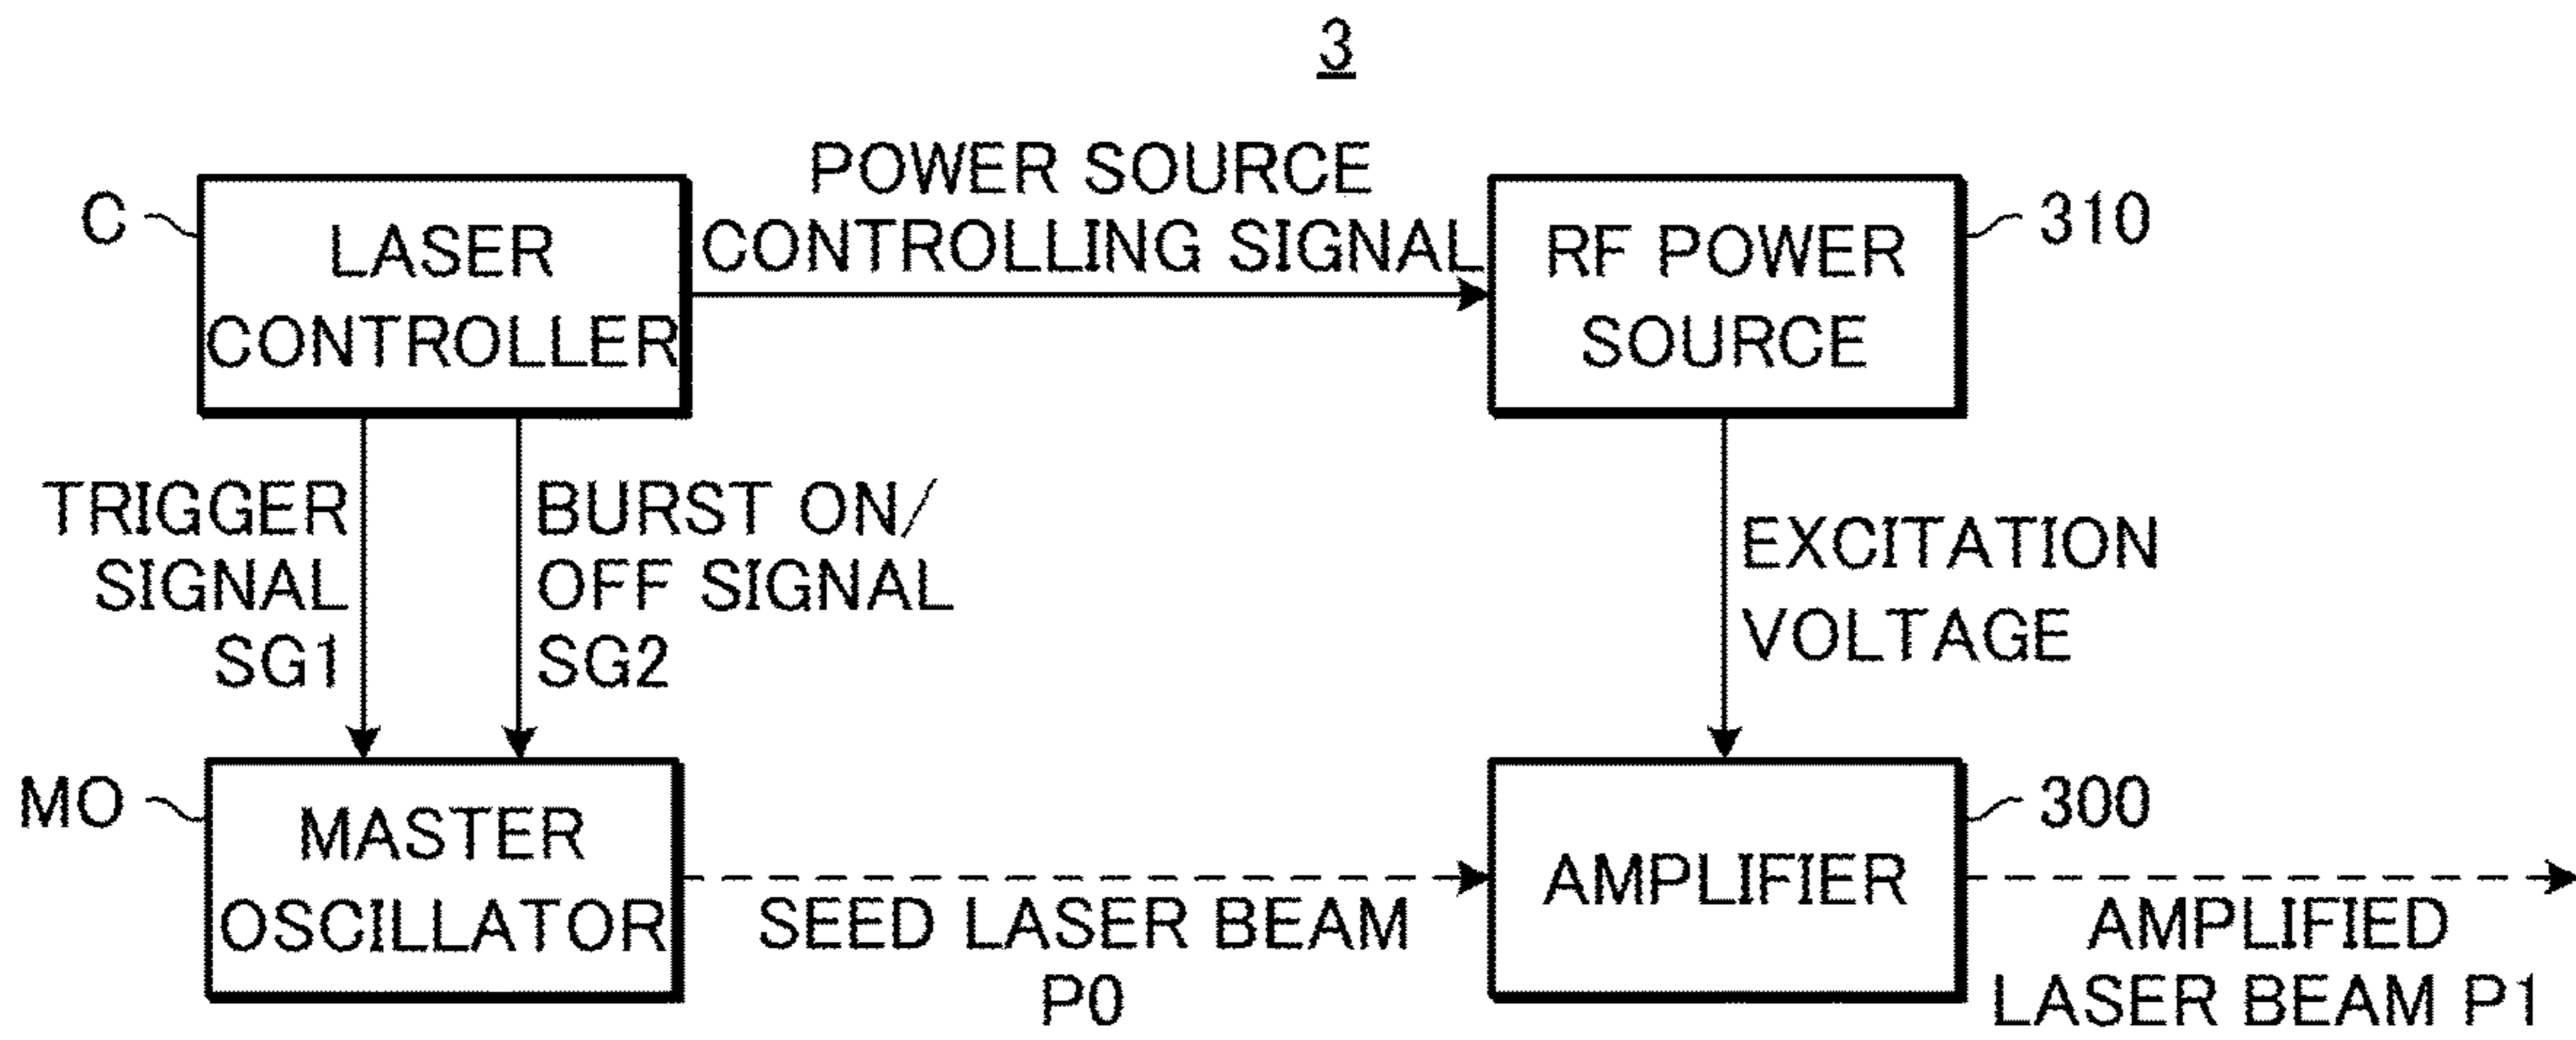 3
POWER SOURCE
CONTROLLING SIGNAL
C
LASER
CONTROLLER
RF POWER
SOURCE
310
TRIGGER
SIGNAL
SG1
BURST ON/
OFF SIGNAL
SG2
EXCITATION
VOLTAGE
MO
MASTER
OSCILLATOR
SEED LASER BEAM
P0
AMPLIFIER
300
AMPLIFIED
LASER BEAM P1